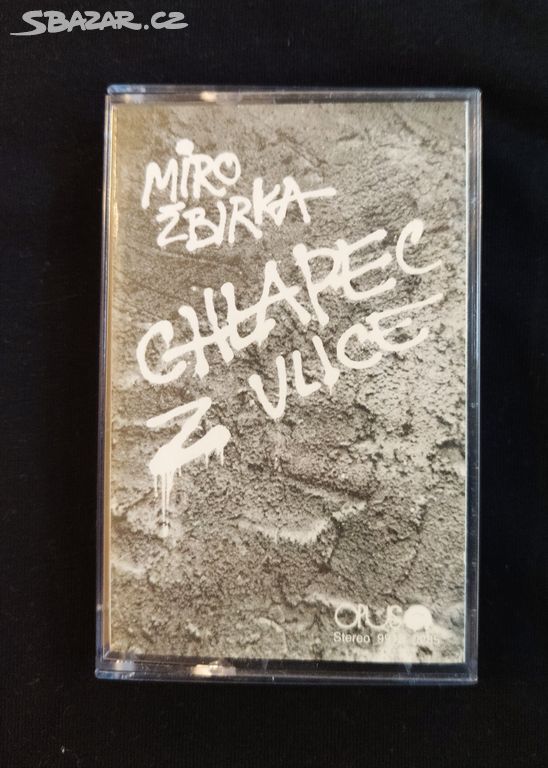 SBAZAR.CZ
MIRO
ŽBIRKA
CHLAPEC
Z ULICE
OPUS
Stereo